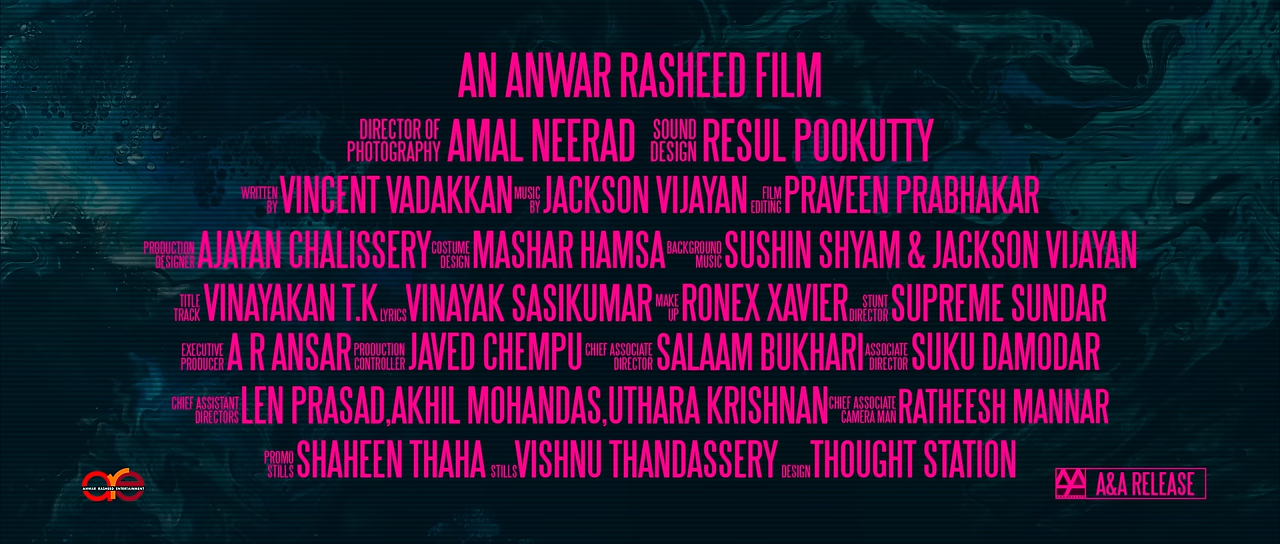 AN ANWAR RASHEED FILM
DIRECTOR OF PHOTOGRAPHY AMAL NEERAD SOUND DESIGN RESUL POOKUTTY
WRITTEN BY VINCENT VADAKKAN MUSIC BY JACKSON VIJAYAN FILM EDITING PRAVEEN PRABHAKAR
PRODUCTION DESIGNER AJAYAN CHALISSERY COSTUME DESIGN MASHAR HAMSA BACKGROUND MUSIC SUSHIN SHYAM & JACKSON VIJAYAN
TITLE TRACK VINAYAKAN T.K LYRICS VINAYAK SASIKUMAR MAKE UP RONEX XAVIER STUNT DIRECTOR SUPREME SUNDAR
EXECUTIVE PRODUCER A R ANSAR PRODUCTION CONTROLLER JAVED CHEMPU CHIEF ASSOCIATE DIRECTOR SALAAM BUKHARI ASSOCIATE DIRECTOR SUKU DAMODAR
CHIEF ASSISTANT DIRECTORS LEN PRASAD,AKHIL MOHANDAS,UTHARA KRISHNAN CHIEF ASSOCIATE CAMERA MAN RATHEESH MANNAR
PROMO STILLS SHAHEEN THAHA STILLS VISHNU THANDASSERY DESIGN THOUGHT STATION
are
ANWAR RASHEED ENTERTAINMENT
A&A RELEASE